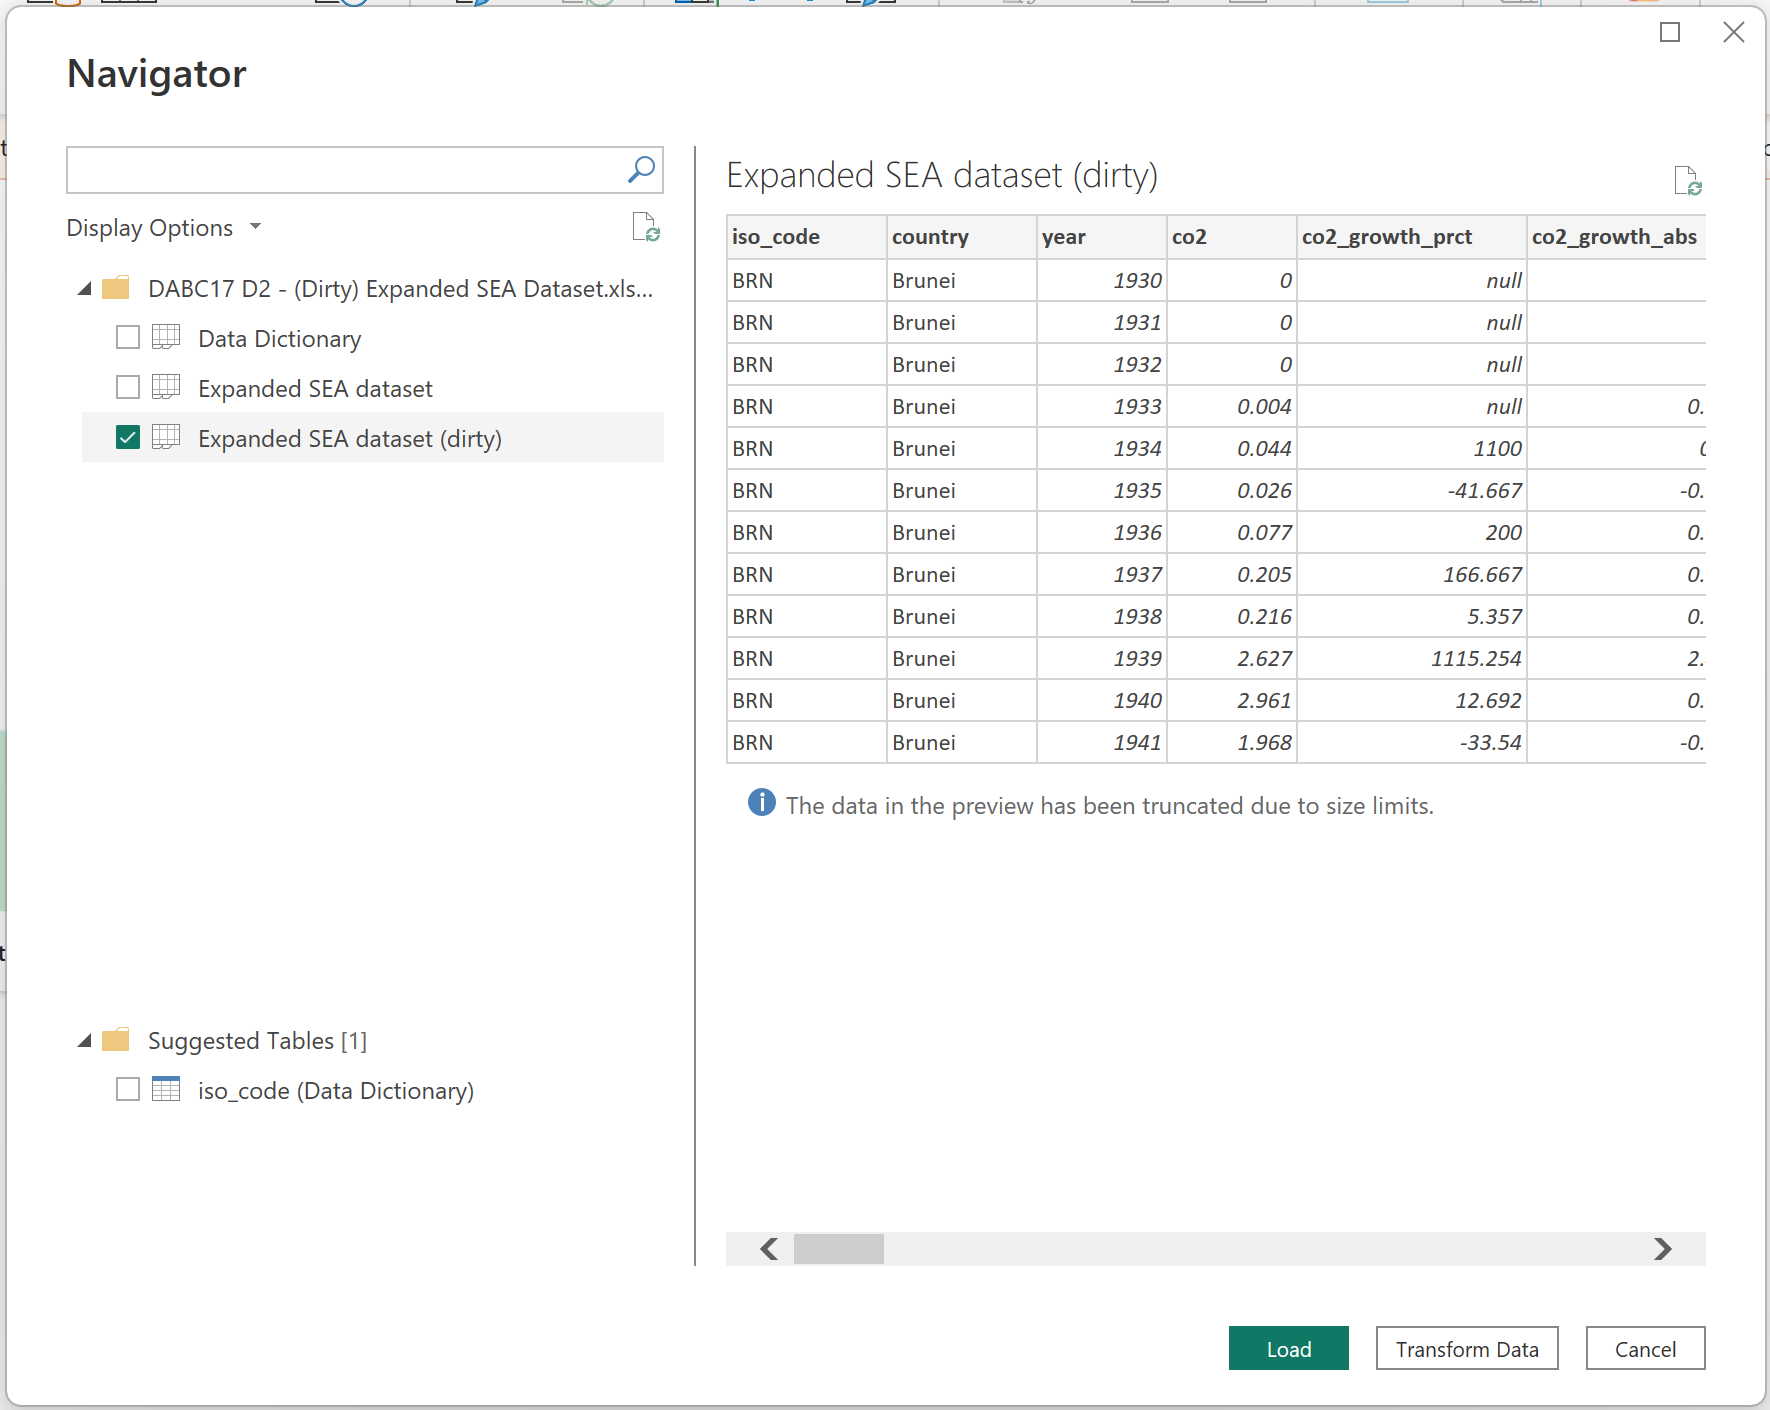 Navigator
Display Options
DABC17 D2 - (Dirty) Expanded SEA Dataset.xls...
Data Dictionary
Expanded SEA dataset
Expanded SEA dataset (dirty)
Suggested Tables [1]
iso_code (Data Dictionary)
Expanded SEA dataset (dirty)
iso_code country year co2 co2_growth_prct co2_growth_abs
BRN Brunei 1930 0 null
BRN Brunei 1931 0 null
BRN Brunei 1932 0 null
BRN Brunei 1933 0.004 null 0.
BRN Brunei 1934 0.044 1100
BRN Brunei 1935 0.026 -41.667 -0.
BRN Brunei 1936 0.077 200 0.
BRN Brunei 1937 0.205 166.667 0.
BRN Brunei 1938 0.216 5.357 0.
BRN Brunei 1939 2.627 1115.254 2.
BRN Brunei 1940 2.961 12.692 0.
BRN Brunei 1941 1.968 -33.54 -0.
The data in the preview has been truncated due to size limits.
Load Transform Data Cancel